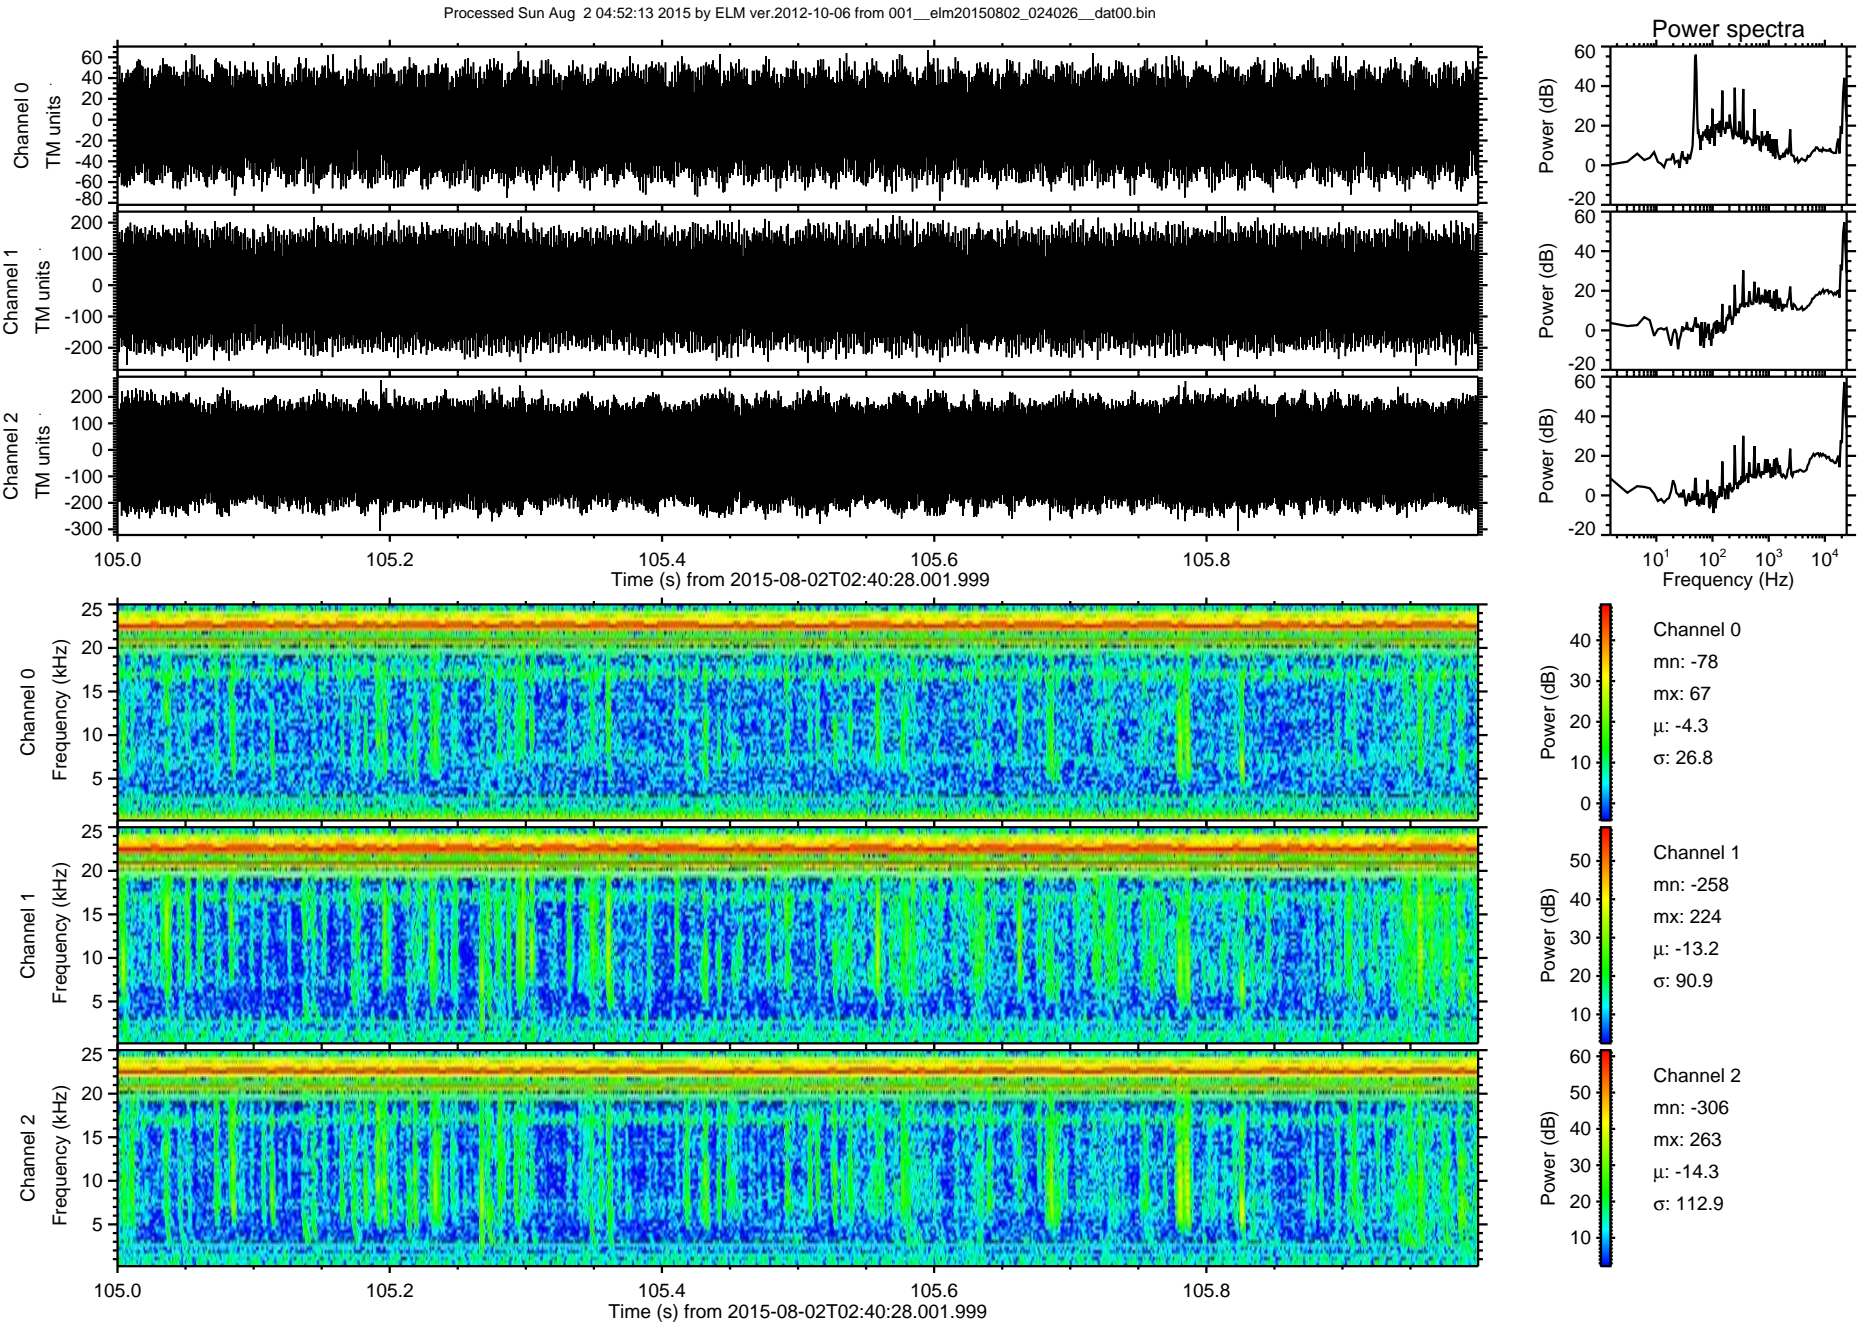 Processed Sun Aug 2 04:52:13 2015 by ELM ver.2012-10-06 from 001__elm20150802_024026__dat00.bin
Power spectra
Channel 0
TM units
60
40
20
0
-20
-40
-60
-80
Power (dB)
60
40
20
0
-20
Channel 1
TM units
200
100
0
-100
-200
Power (dB)
60
40
20
0
-20
Channel 2
TM units
200
100
0
-100
-200
-300
Power (dB)
60
40
20
0
-20
105.0 105.2 105.4 105.6 105.8
Time (s) from 2015-08-02T02:40:28.001.999
10¹ 10² 10³ 10⁴
Frequency (Hz)
Channel 0
Frequency (kHz)
25
20
15
10
5
Power (dB)
40
30
20
10
0
Channel 0
mn: -78
mx: 67
μ: -4.3
σ: 26.8
Channel 1
Frequency (kHz)
25
20
15
10
5
Power (dB)
50
40
30
20
10
Channel 1
mn: -258
mx: 224
μ: -13.2
σ: 90.9
Channel 2
Frequency (kHz)
25
20
15
10
5
Power (dB)
60
50
40
30
20
10
Channel 2
mn: -306
mx: 263
μ: -14.3
σ: 112.9
105.0 105.2 105.4 105.6 105.8
Time (s) from 2015-08-02T02:40:28.001.999